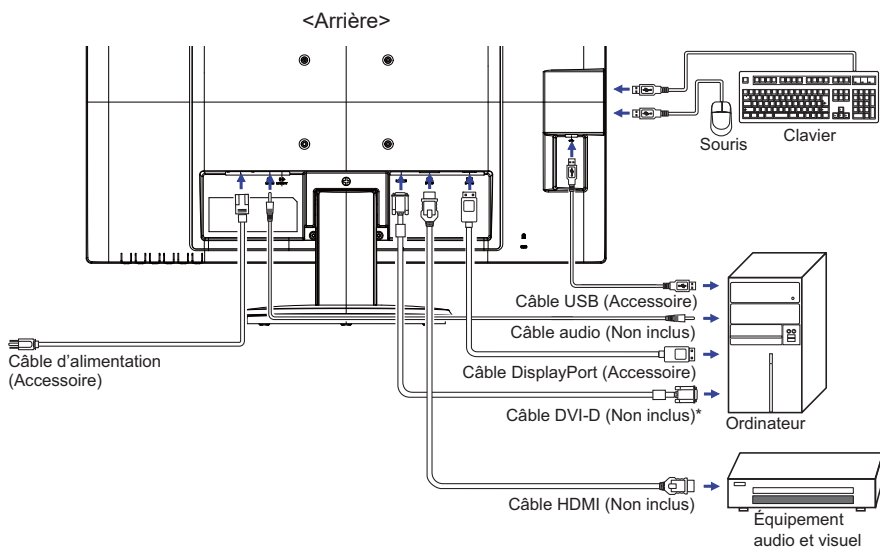 <Arrière>
Souris
Clavier
Câble USB (Accessoire)
Câble audio (Non inclus)
Câble d’alimentation
(Accessoire)
Câble DisplayPort (Accessoire)
Câble DVI-D (Non inclus)*
Ordinateur
Câble HDMI (Non inclus)
Équipement
audio et visuel